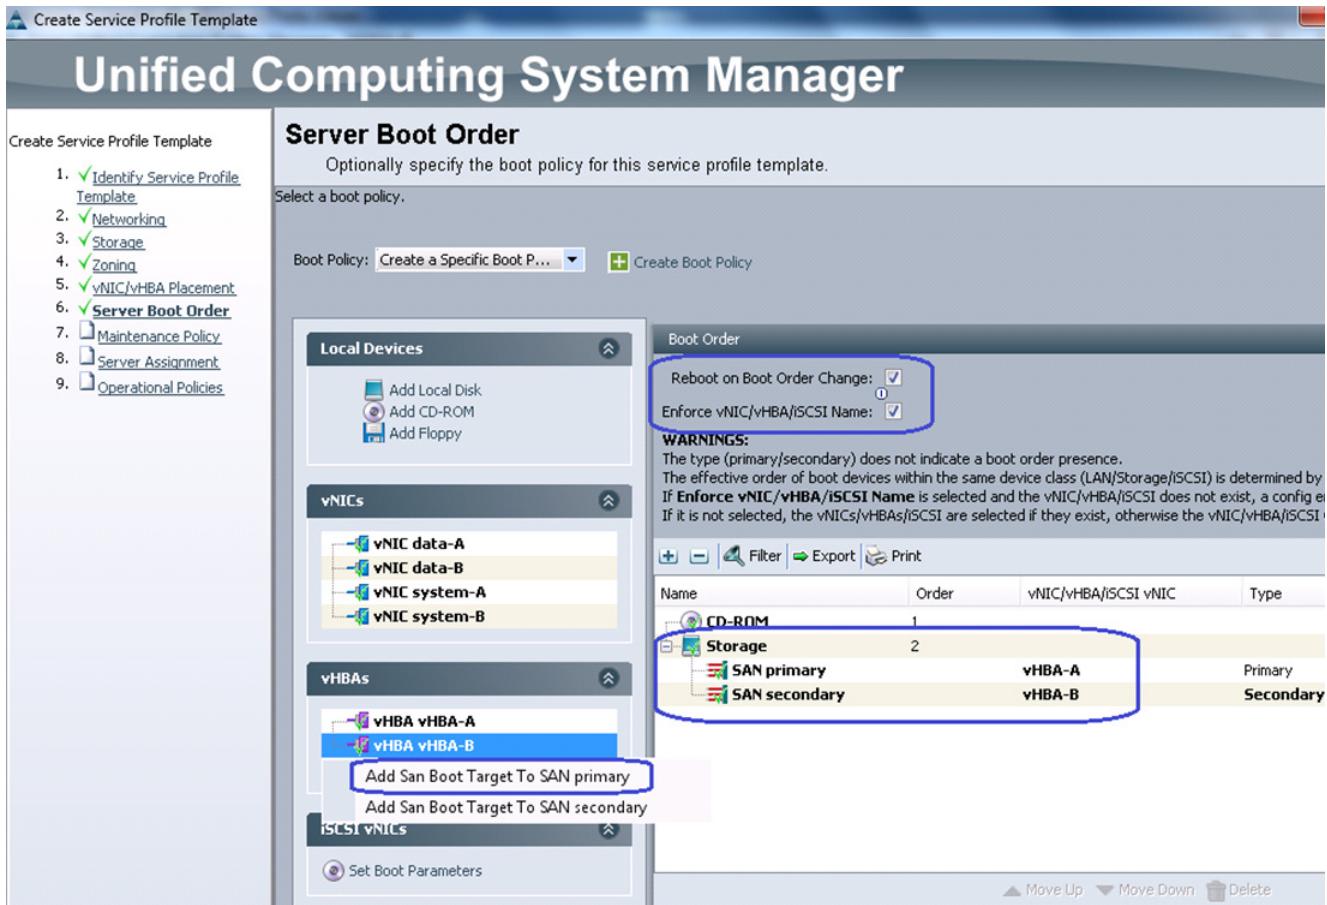 Create Service Profile Template
Unified Computing System Manager
Create Service Profile Template
1. Identify Service Profile
Template
2. Networking
3. Storage
4. Zoning
5. vNIC/vHBA Placement
6. Server Boot Order
7. Maintenance Policy
8. Server Assignment
9. Operational Policies
Server Boot Order
Optionally specify the boot policy for this service profile template.
Select a boot policy.
Boot Policy: Create a Specific Boot P... Create Boot Policy
Local Devices
Add Local Disk
Add CD-ROM
Add Floppy
vNICs
vNIC data-A
vNIC data-B
vNIC system-A
vNIC system-B
vHBAs
vHBA vHBA-A
vHBA vHBA-B
Add San Boot Target To SAN primary
Add San Boot Target To SAN secondary
iSCSI vNICs
Set Boot Parameters
Boot Order
Reboot on Boot Order Change:
Enforce vNIC/vHBA/iSCSI Name:
WARNINGS:
The type (primary/secondary) does not indicate a boot order presence.
The effective order of boot devices within the same device class (LAN/Storage/iSCSI) is determined by
If Enforce vNIC/vHBA/iSCSI Name is selected and the vNIC/vHBA/iSCSI does not exist, a config
If it is not selected, the vNICs/vHBAs/iSCSI are selected if they exist, otherwise the vNIC/vHBA/iSCSI
Filter Export Print
Name Order vNIC/vHBA/iSCSI vNIC Type
CD-ROM 1
Storage 2
SAN primary vHBA-A Primary
SAN secondary vHBA-B Secondary
Move Up Move Down Delete